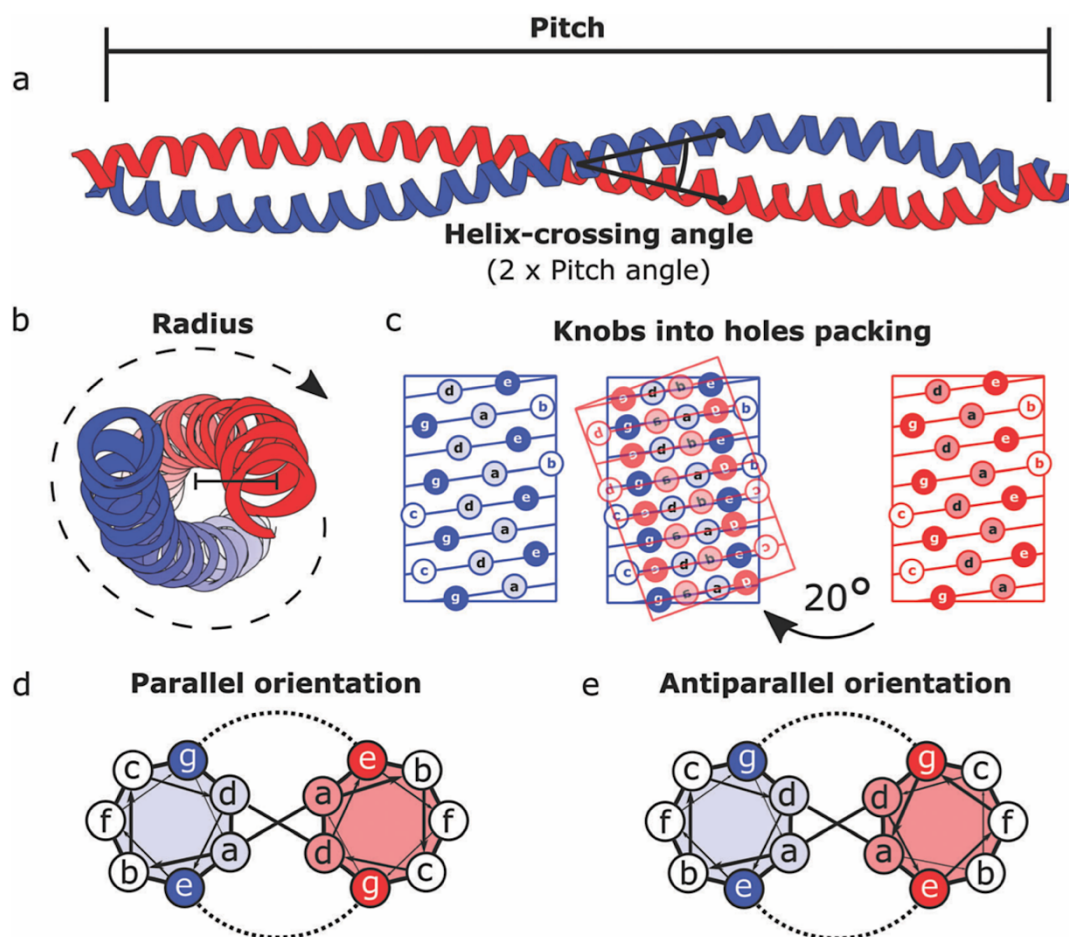 Pitch
a
Helix-crossing angle
(2 x Pitch angle)
b
Radius
c
Knobs into holes packing
d e
g a b
d e
g a b
c d e
g a
c d e
g a
20°
d e
g a b
d e
g a b
c d e
g a
c d e
g a
d
Parallel orientation
c g d f b a e
e b a f d c g
e
Antiparallel orientation
c g d f b a e
g c d f a b e